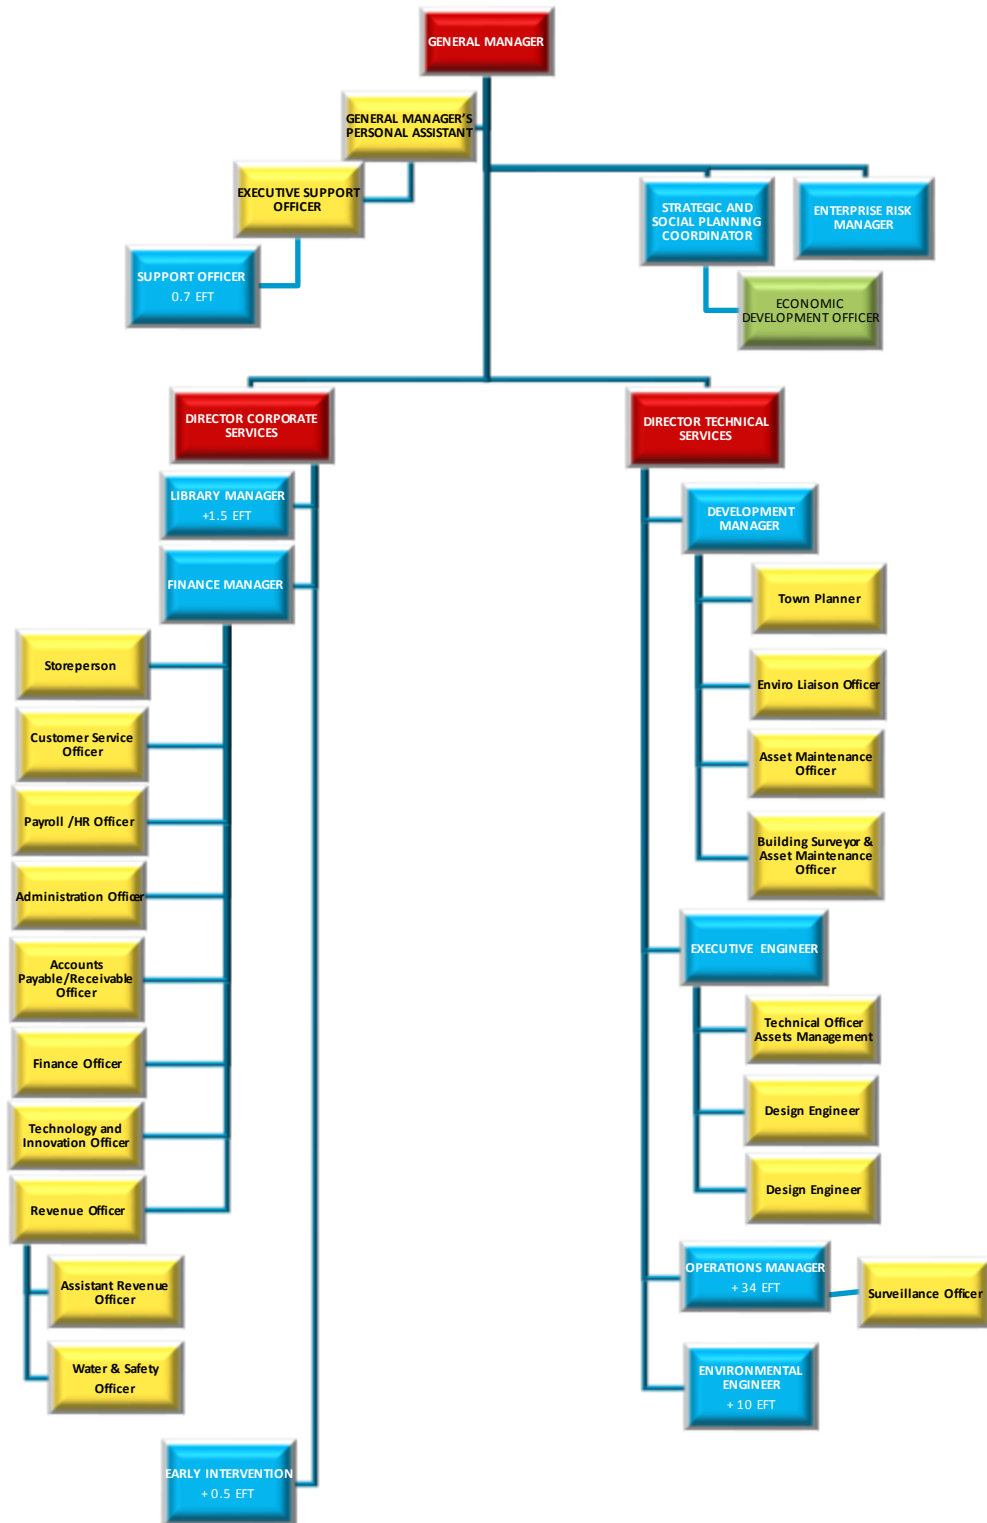 GENERAL MANAGER
GENERAL MANAGER'S
PERSONAL ASSISTANT
EXECUTIVE SUPPORT
OFFICER
SUPPORT OFFICER
0.7 EFT
STRATEGIC AND
SOCIAL PLANNING
COORDINATOR
ENTERPRISE RISK
MANAGER
ECONOMIC
DEVELOPMENT OFFICER
DIRECTOR CORPORATE
SERVICES
LIBRARY MANAGER
+1.5 EFT
FINANCE MANAGER
Storeperson
Customer Service
Officer
Payroll /HR Officer
Administration Officer
Accounts
Payable/Receivable
Officer
Finance Officer
Technology and
Innovation Officer
Revenue Officer
Assistant Revenue
Officer
Water & Safety
Officer
EARLY INTERVENTION
+ 0.5 EFT
DIRECTOR TECHNICAL
SERVICES
DEVELOPMENT
MANAGER
Town Planner
Enviro Liaison Officer
Asset Maintenance
Officer
Building Surveyor &
Asset Maintenance
Officer
EXECUTIVE ENGINEER
Technical Officer
Assets Management
Design Engineer
Design Engineer
OPERATIONS MANAGER
+ 34 EFT
Surveillance Officer
ENVIRONMENTAL
ENGINEER
+ 10 EFT